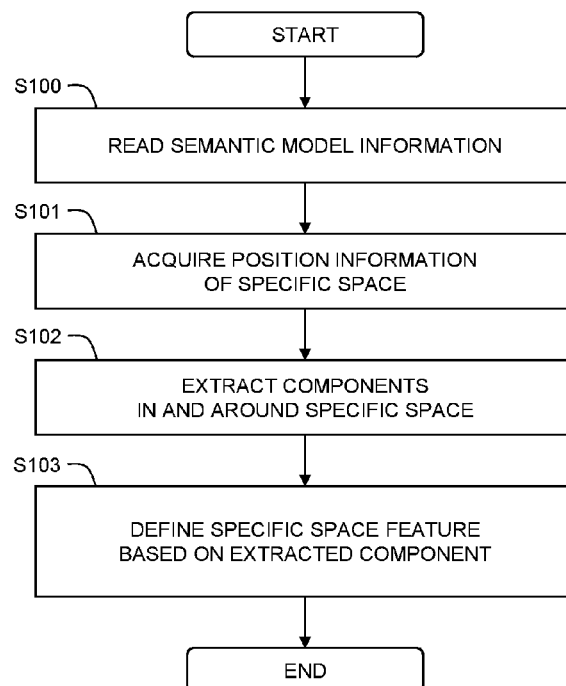 START
S100
READ SEMANTIC MODEL INFORMATION
S101
ACQUIRE POSITION INFORMATION
OF SPECIFIC SPACE
S102
EXTRACT COMPONENTS
IN AND AROUND SPECIFIC SPACE
S103
DEFINE SPECIFIC SPACE FEATURE
BASED ON EXTRACTED COMPONENT
END